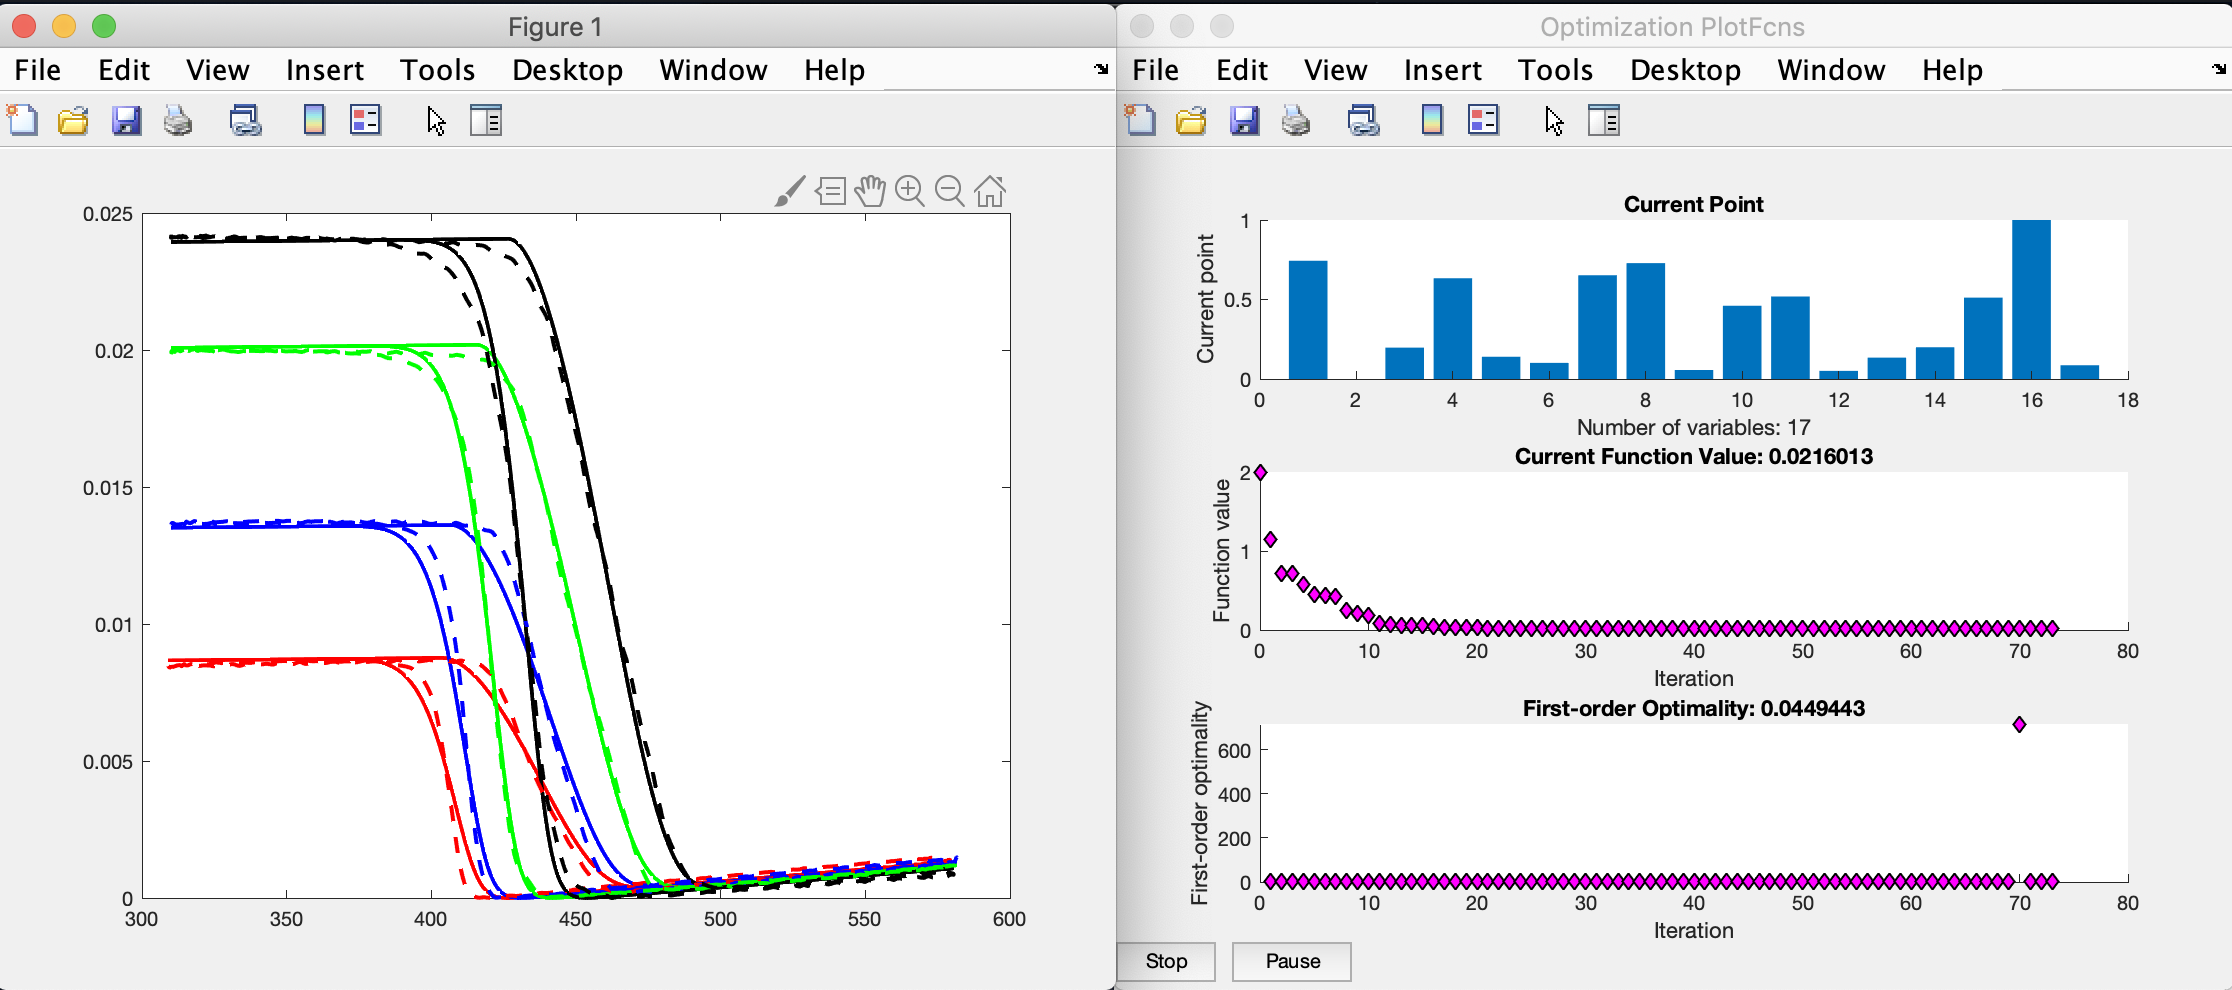 Figure 1
File Edit View Insert Tools Desktop Window Help
0.025
0.02
0.015
0.01
0.005
0
300 350 400 450 500 550 600
Optimization PlotFcns
File Edit View Insert Tools Desktop Window Help
Current Point
Current point
1
0.5
0
0 2 4 6 8 10 12 14 16 18
Number of variables: 17
Current Function Value: 0.0216013
Function value
2
1
0
0 10 20 30 40 50 60 70 80
Iteration
First-order Optimality: 0.0449443
First-order optimality
600
400
200
0
0 10 20 30 40 50 60 70 80
Iteration
Stop Pause